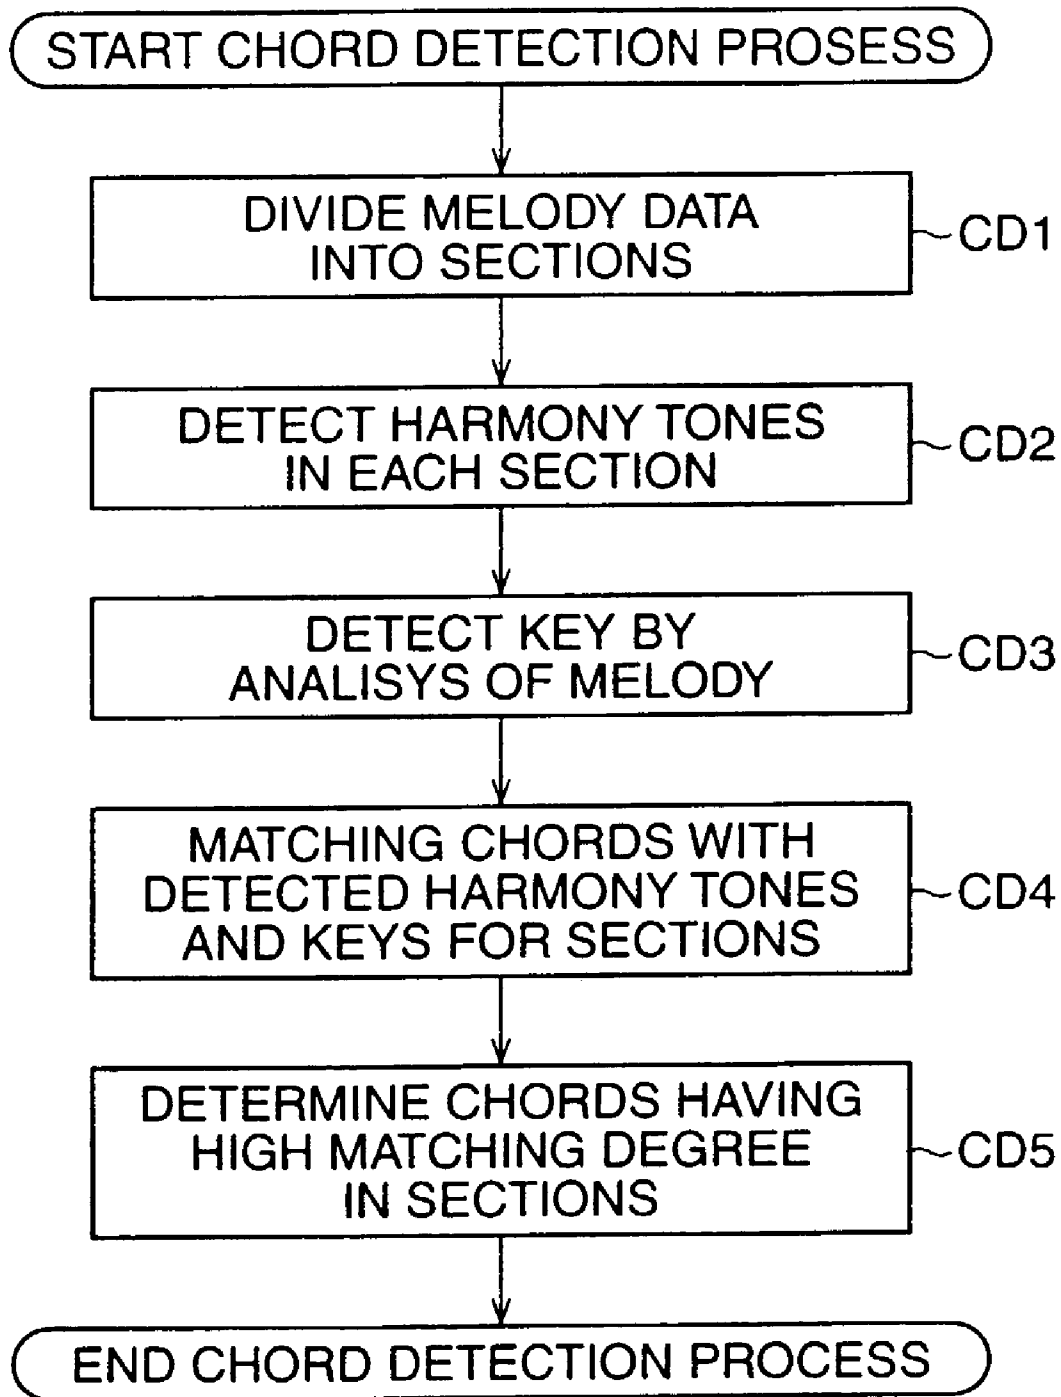 START CHORD DETECTION PROSESS
DIVIDE MELODY DATA
INTO SECTIONS
CD1
DETECT HARMONY TONES
IN EACH SECTION
CD2
DETECT KEY BY
ANALISYS OF MELODY
CD3
MATCHING CHORDS WITH
DETECTED HARMONY TONES
AND KEYS FOR SECTIONS
CD4
DETERMINE CHORDS HAVING
HIGH MATCHING DEGREE
IN SECTIONS
CD5
END CHORD DETECTION PROCESS